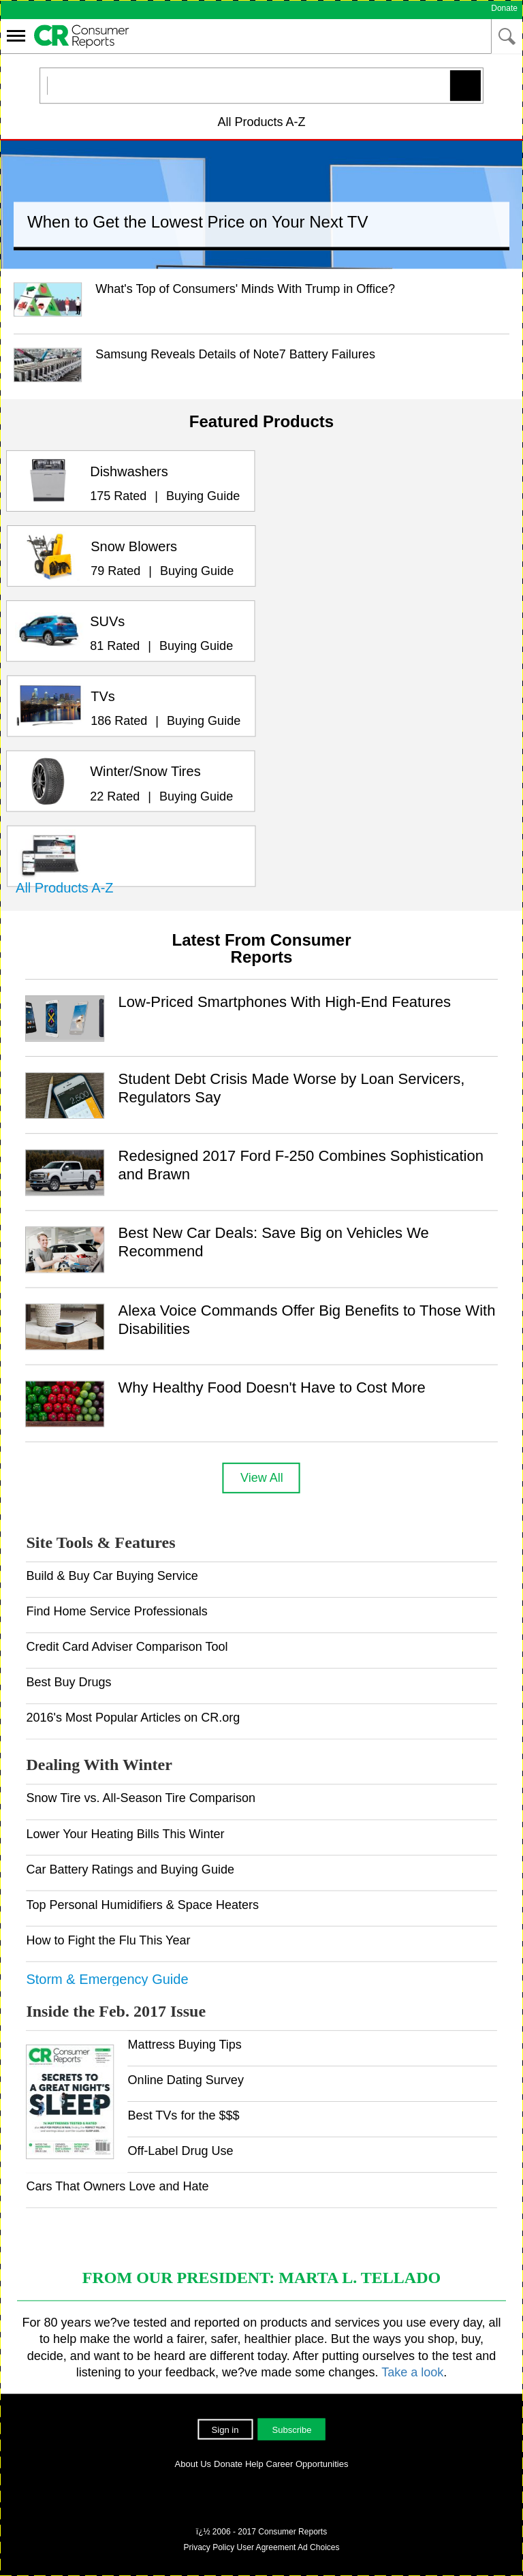 Donate
CR Consumer Reports
All Products A-Z
When to Get the Lowest Price on Your Next TV
What's Top of Consumers' Minds With Trump in Office?
Samsung Reveals Details of Note7 Battery Failures
Featured Products
Dishwashers
175 Rated | Buying Guide
Snow Blowers
79 Rated | Buying Guide
SUVs
81 Rated | Buying Guide
TVs
186 Rated | Buying Guide
Winter/Snow Tires
22 Rated | Buying Guide
All Products A-Z
Latest From Consumer
Reports
Low-Priced Smartphones With High-End Features
2,500
Student Debt Crisis Made Worse by Loan Servicers,
Regulators Say
Redesigned 2017 Ford F-250 Combines Sophistication
and Brawn
Best New Car Deals: Save Big on Vehicles We
Recommend
Alexa Voice Commands Offer Big Benefits to Those With
Disabilities
Why Healthy Food Doesn't Have to Cost More
View All
Site Tools & Features
Build & Buy Car Buying Service
Find Home Service Professionals
Credit Card Adviser Comparison Tool
Best Buy Drugs
2016's Most Popular Articles on CR.org
Dealing With Winter
Snow Tire vs. All-Season Tire Comparison
Lower Your Heating Bills This Winter
Car Battery Ratings and Buying Guide
Top Personal Humidifiers & Space Heaters
How to Fight the Flu This Year
Storm & Emergency Guide
Inside the Feb. 2017 Issue
CR Consumer Reports
SECRETS TO
A GREAT NIGHT'S
SLEEP
Mattress Buying Tips
Online Dating Survey
Best TVs for the $$$
Off-Label Drug Use
Cars That Owners Love and Hate
FROM OUR PRESIDENT: MARTA L. TELLADO
For 80 years we?ve tested and reported on products and services you use every day, all
to help make the world a fairer, safer, healthier place. But the ways you shop, buy,
decide, and want to be heard are different today. After putting ourselves to the test and
listening to your feedback, we?ve made some changes. Take a look.
Sign in
Subscribe
About Us Donate Help Career Opportunities
ï¿½ 2006 - 2017 Consumer Reports
Privacy Policy User Agreement Ad Choices